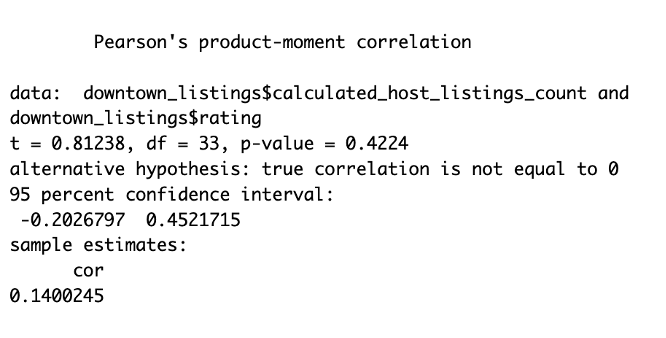 Pearson's product-moment correlation
data:  downtown_listings$calculated_host_listings_count and
downtown_listings$rating
t = 0.81238, df = 33, p-value = 0.4224
alternative hypothesis: true correlation is not equal to 0
95 percent confidence interval:
 -0.2026797  0.4521715
sample estimates:
      cor
0.1400245